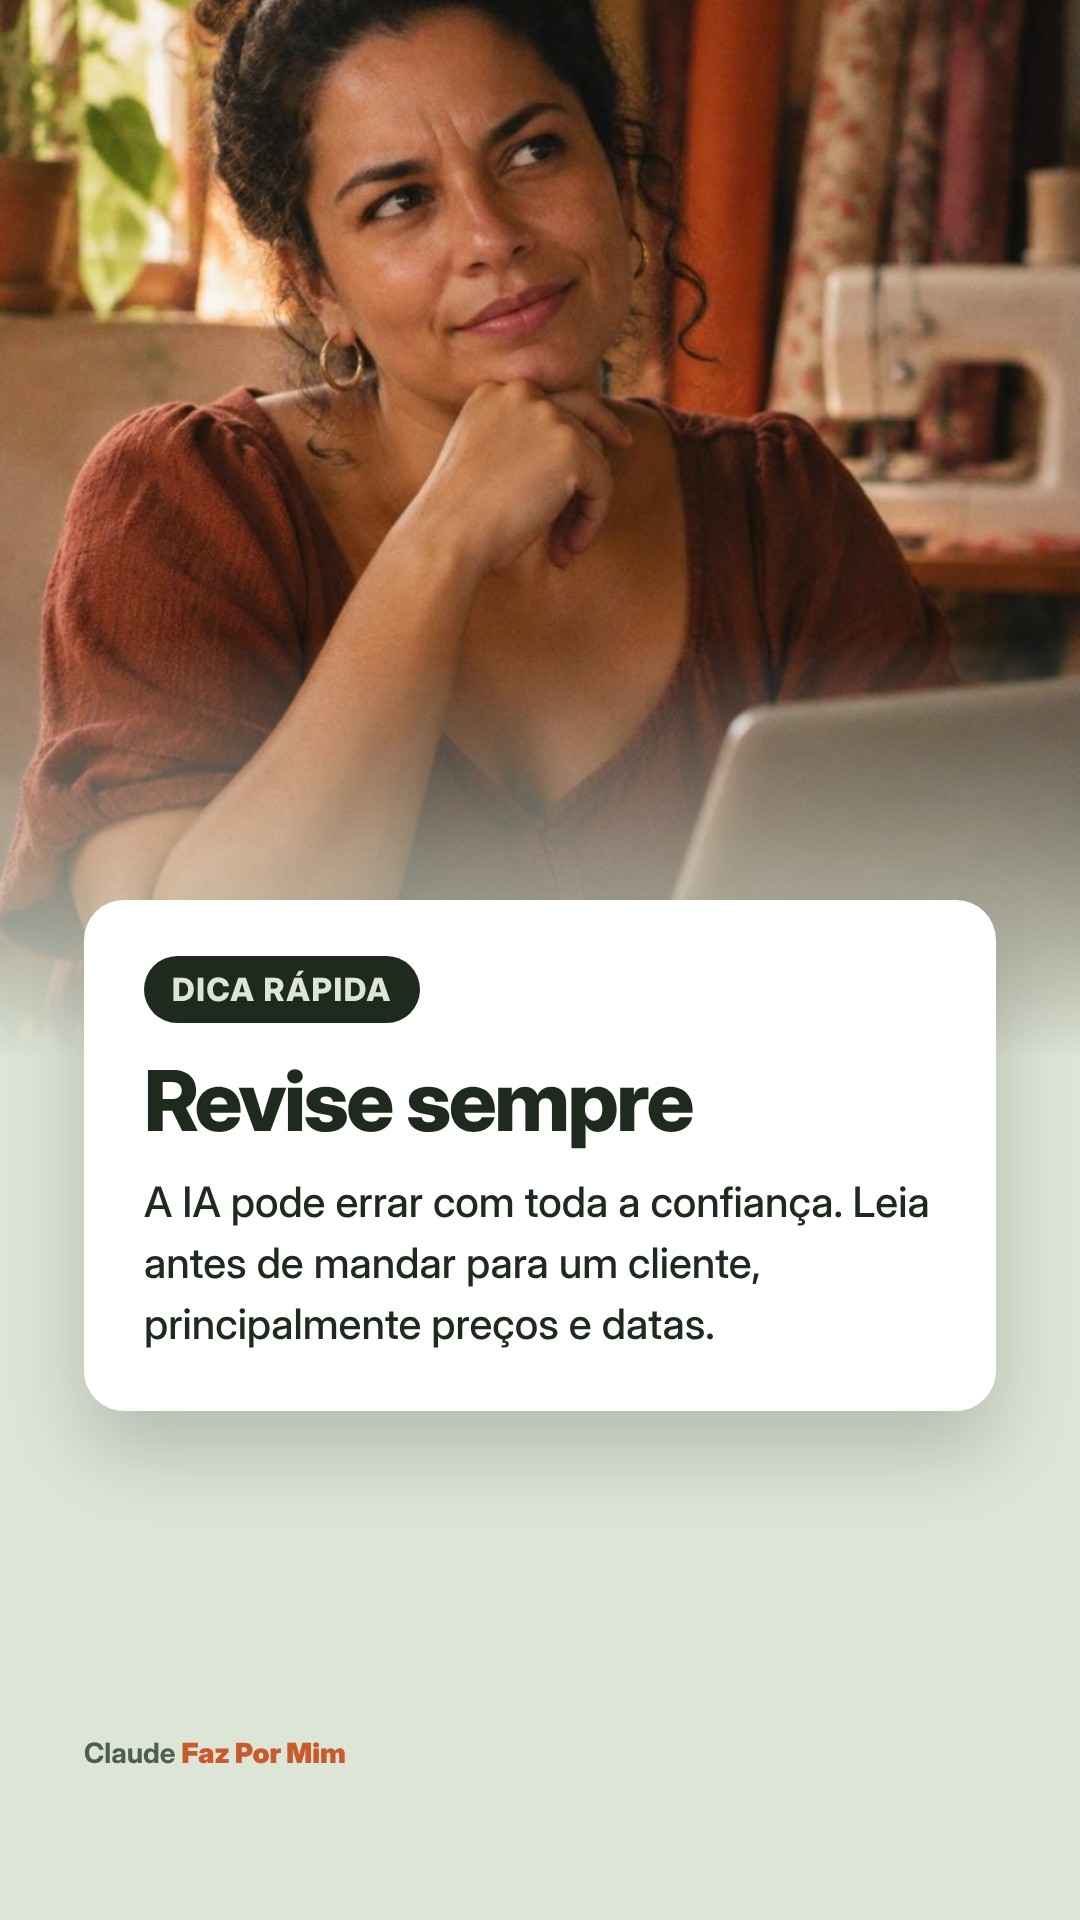 DICA RÁPIDA
Revise sempre
A IA pode errar com toda a confiança. Leia
antes de mandar para um cliente,
principalmente preços e datas.
Claude Faz Por Mim